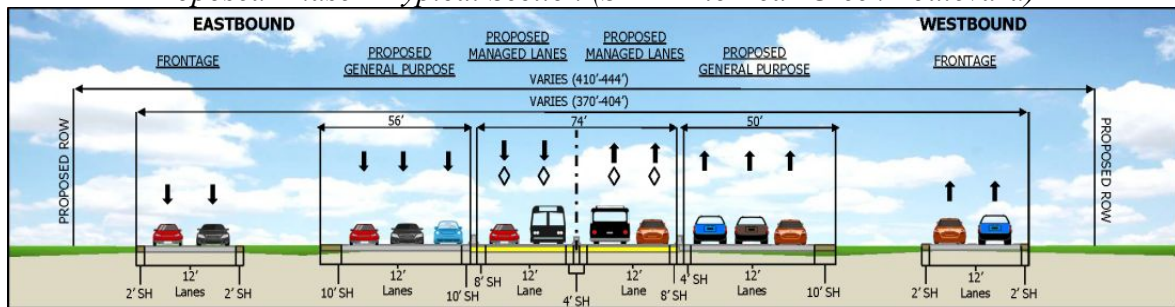 EASTBOUND WESTBOUND
FRONTAGE PROPOSED GENERAL PURPOSE PROPOSED MANAGED LANES PROPOSED MANAGED LANES PROPOSED GENERAL PURPOSE FRONTAGE
VARIES (410'-444')
VARIES (370'-404')
56' 74' 50'
PROPOSED ROW
PROPOSED ROW
2' SH 12' Lanes 2' SH 10' SH 12' Lanes 10' SH 8' SH 12' Lane 4' SH 12' Lane 8' SH 4' SH 12' Lanes 10' SH 2' SH 12' Lanes 2' SH